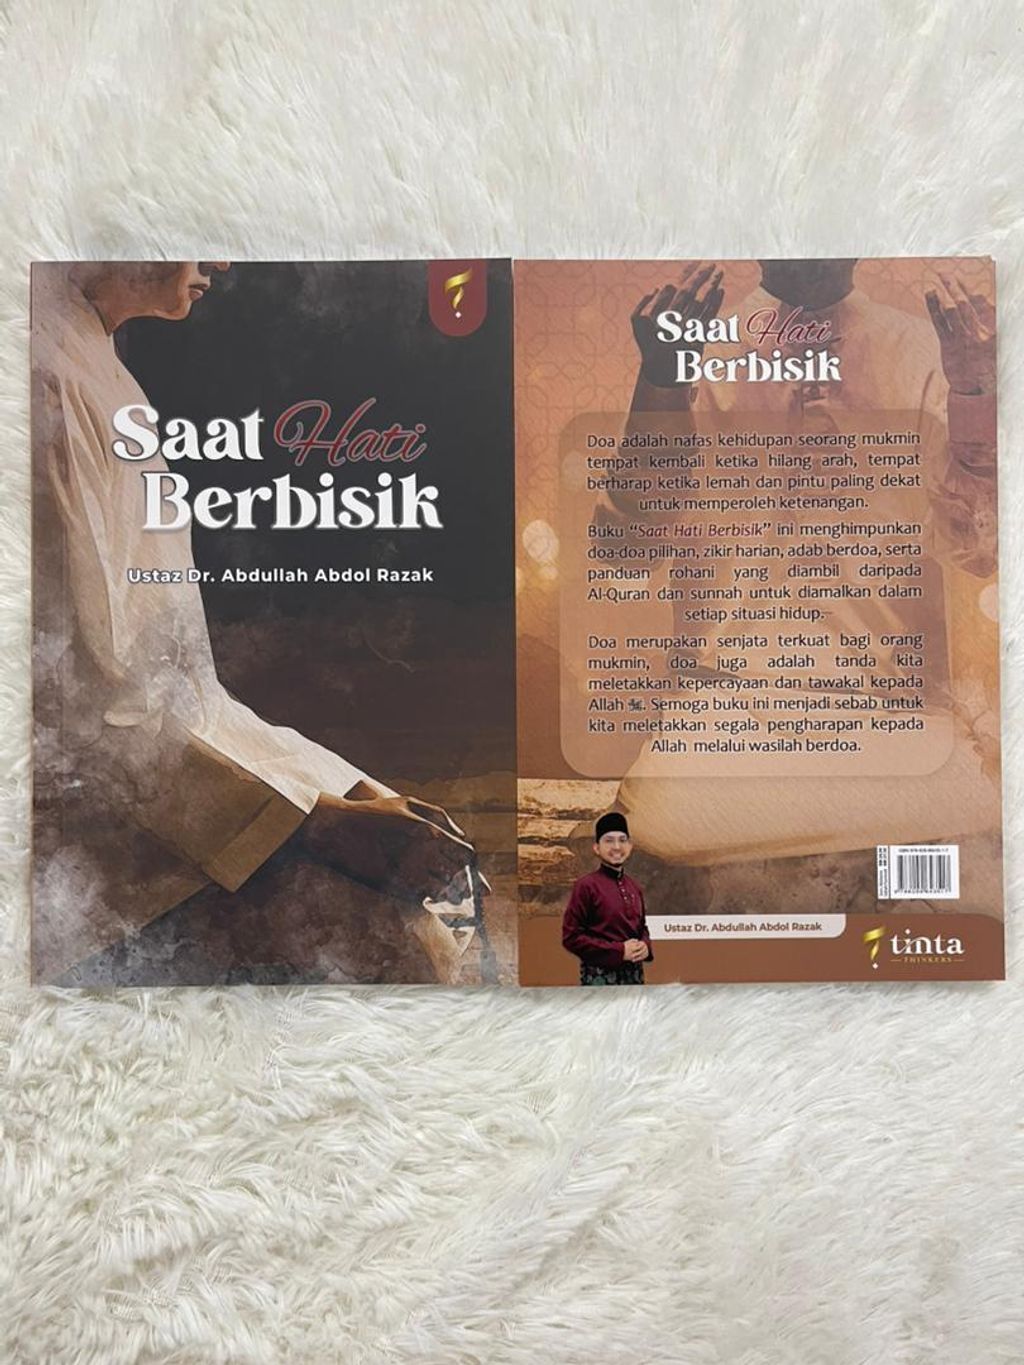 Saat Hati
Berbisik
Ustaz Dr. Abdullah Abdol Razak
Saat Hati
Berbisik
Doa adalah nafas kehidupan seorang mukmin
tempat kembali ketika hilang arah, tempat
berharap ketika lemah dan pintu paling dekat
untuk memperoleh ketenangan.
Buku “Saat Hati Berbisik” ini menghimpunkan
doa-doa pilihan, zikir harian, adab berdoa, serta
panduan rohani yang diambil daripada
Al-Quran dan sunnah untuk diamalkan dalam
setiap situasi hidup.
Doa merupakan senjata terkuat bagi orang
mukmin, doa juga adalah tanda kita
meletakkan kepercayaan dan tawakal kepada
Allah ﷻ. Semoga buku ini menjadi sebab untuk
kita meletakkan segala pengharapan kepada
Allah melalui wasilah berdoa.
Ustaz Dr. Abdullah Abdol Razak
tinta
THINKERS